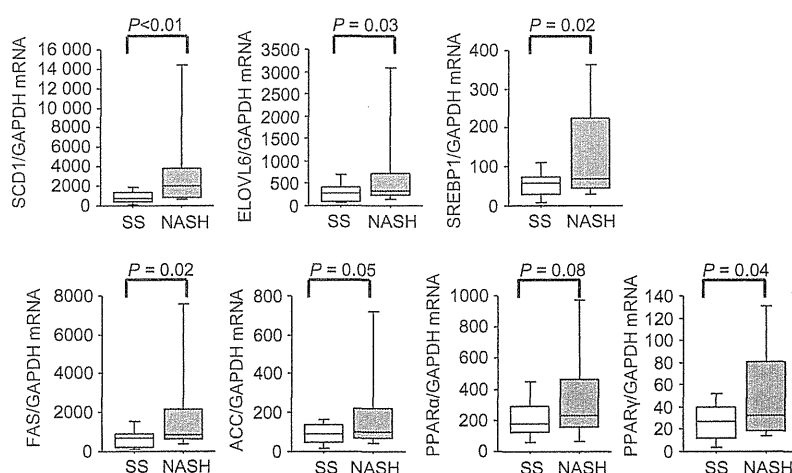 P<0.01
SCD1/GAPDH mRNA
16 000
14 000
12 000
10 000
8000
6000
4000
2000
0
SS NASH
P = 0.03
ELOVL6/GAPDH mRNA
3500
3000
2500
2000
1500
1000
500
0
SS NASH
P = 0.02
SREBP1/GAPDH mRNA
400
300
200
100
0
SS NASH
P = 0.02
FAS/GAPDH mRNA
8000
6000
4000
2000
0
SS NASH
P = 0.05
ACC/GAPDH mRNA
800
600
400
200
0
SS NASH
P = 0.08
PPARα/GAPDH mRNA
1000
800
600
400
200
0
SS NASH
P = 0.04
PPARγ/GAPDH mRNA
140
120
100
80
60
40
20
0
SS NASH